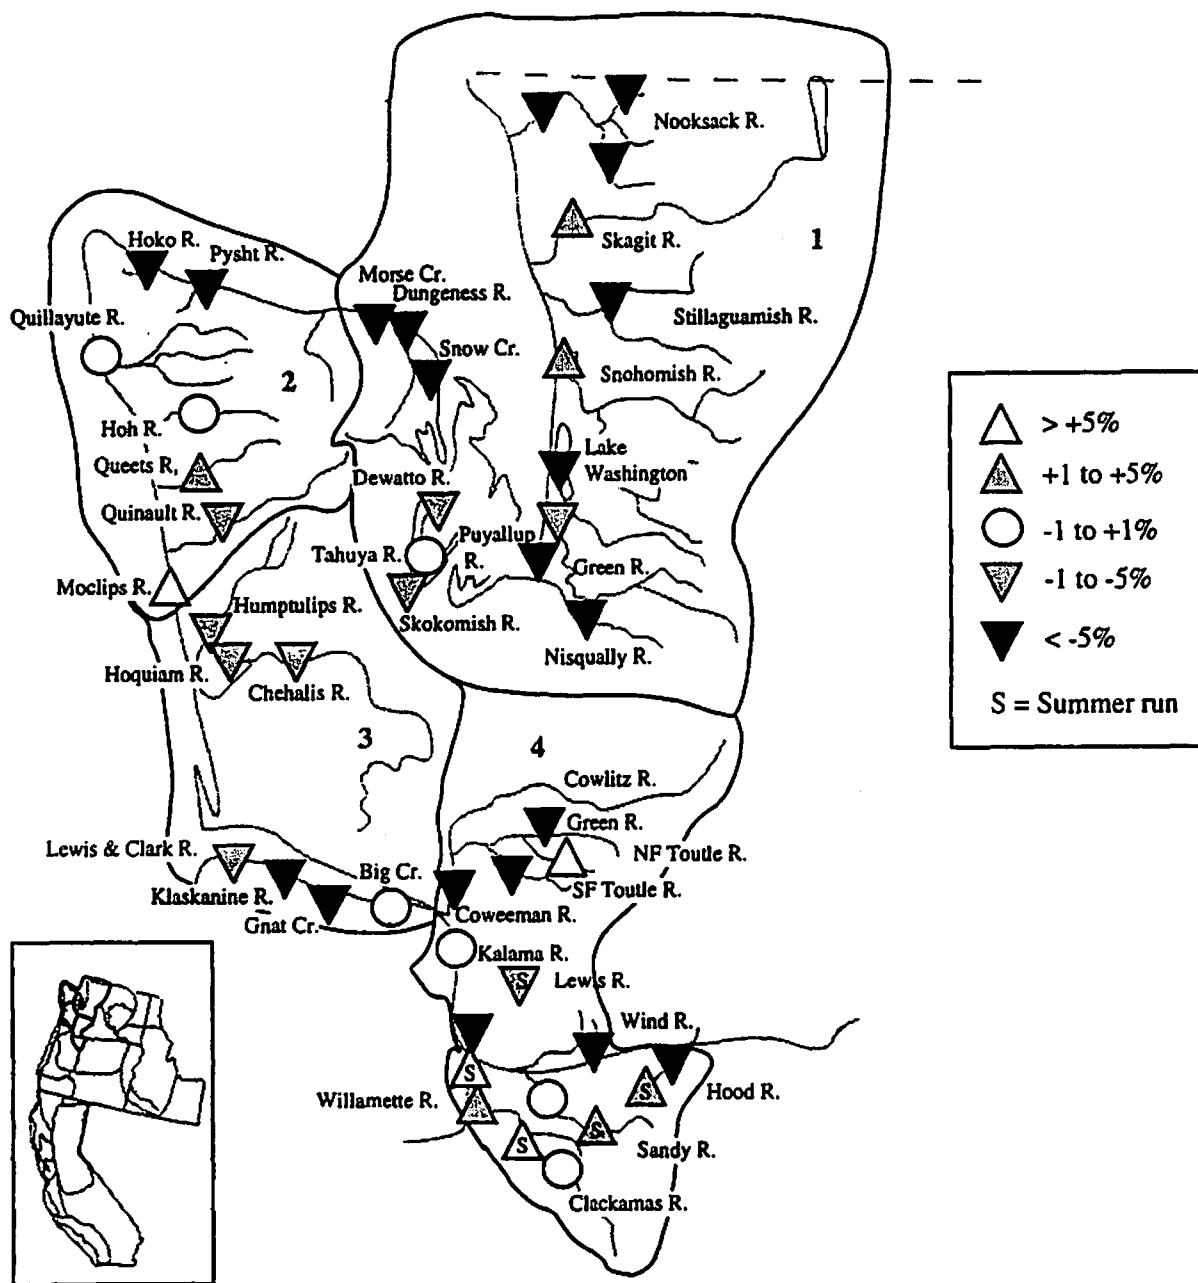 Nooksack R.
Skagit R.
1
Hoko R.
Pysht R.
Morse Cr.
Dungeness R.
Stillaguamish R.
Quillayute R.
Snow Cr.
Snohomish R.
2
Hoh R.
Queets R.
Lake
Washington
Dewatto R.
Quinault R.
Puyallup
R.
Tahuya R.
Green R.
Moclips R.
Humptulips R.
Skokomish R.
Nisqually R.
Hoquiam R.
Chehalis R.
3
4
Cowlitz R.
Green R.
Lewis & Clark R.
NF Toutle R.
Big Cr.
SF Toutle R.
Klaskanine R.
Gnat Cr.
Coweeman R.
Kalama R.
S
Lewis R.
Wind R.
S
S
Hood R.
Willamette R.
S
S
Sandy R.
Clackamas R.
> +5%
+1 to +5%
-1 to +1%
-1 to -5%
< -5%
S = Summer run